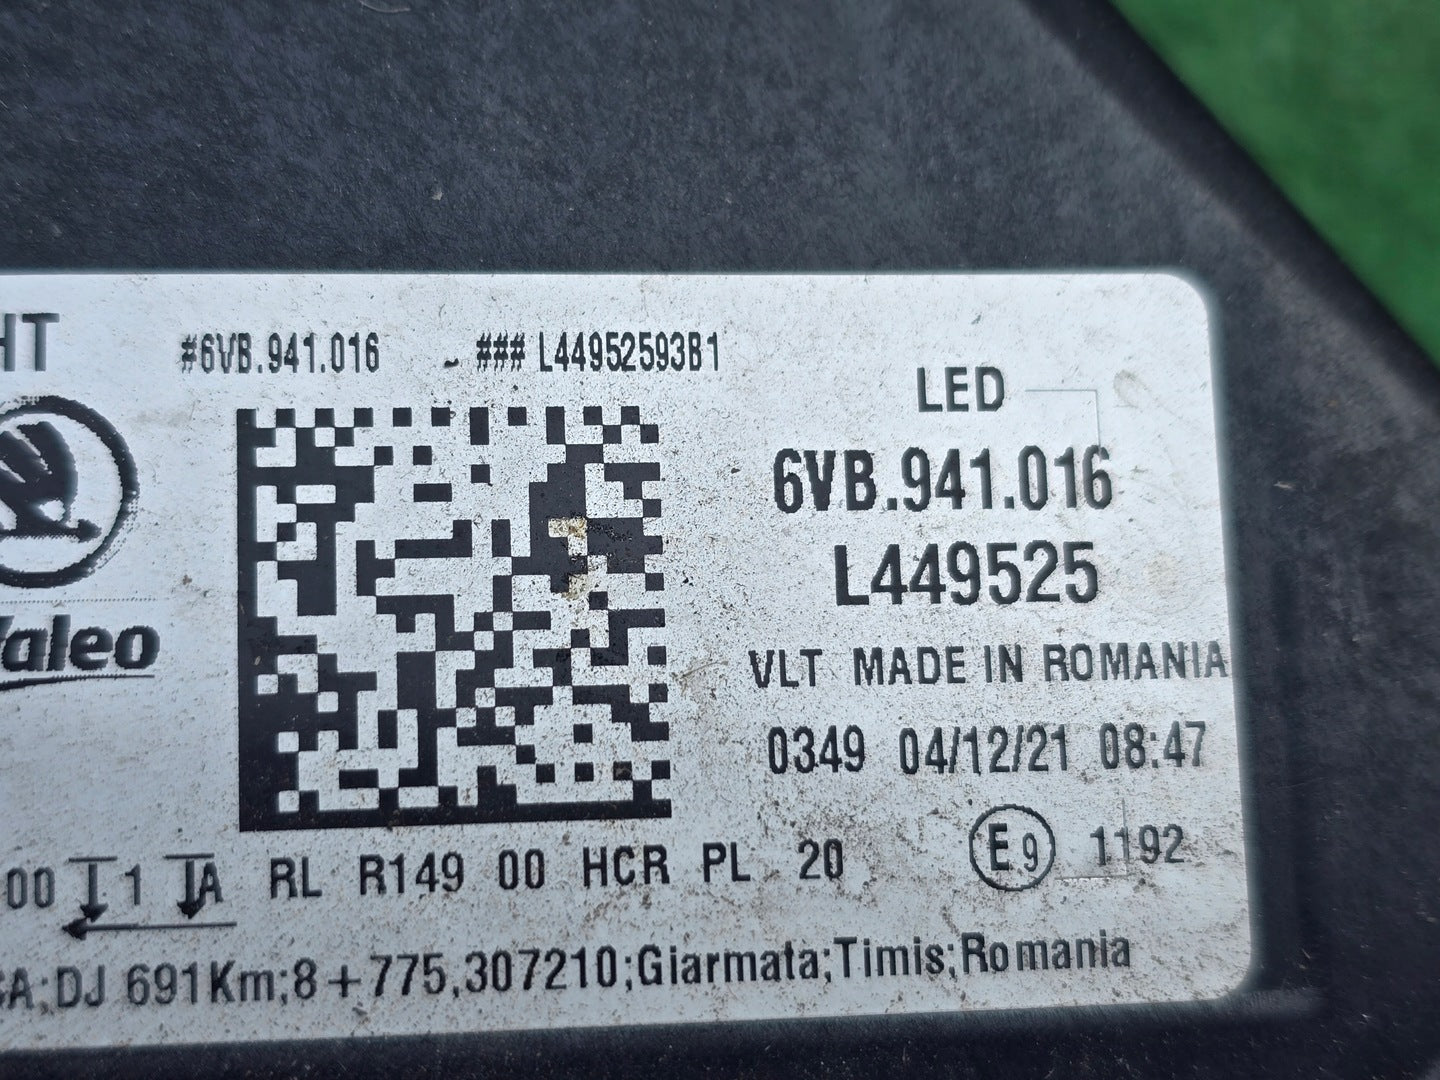 HT #6VB.941.016 ### L44952593B1
LED
6VB.941.016
L449525
Valeo
VLT MADE IN ROMANIA
0349 04/12/21 08:47
E9 1192
00 1 A RL R149 00 HCR PL 20
CA;DJ 691Km;8+775,307210;Giarmata;Timis;Romania